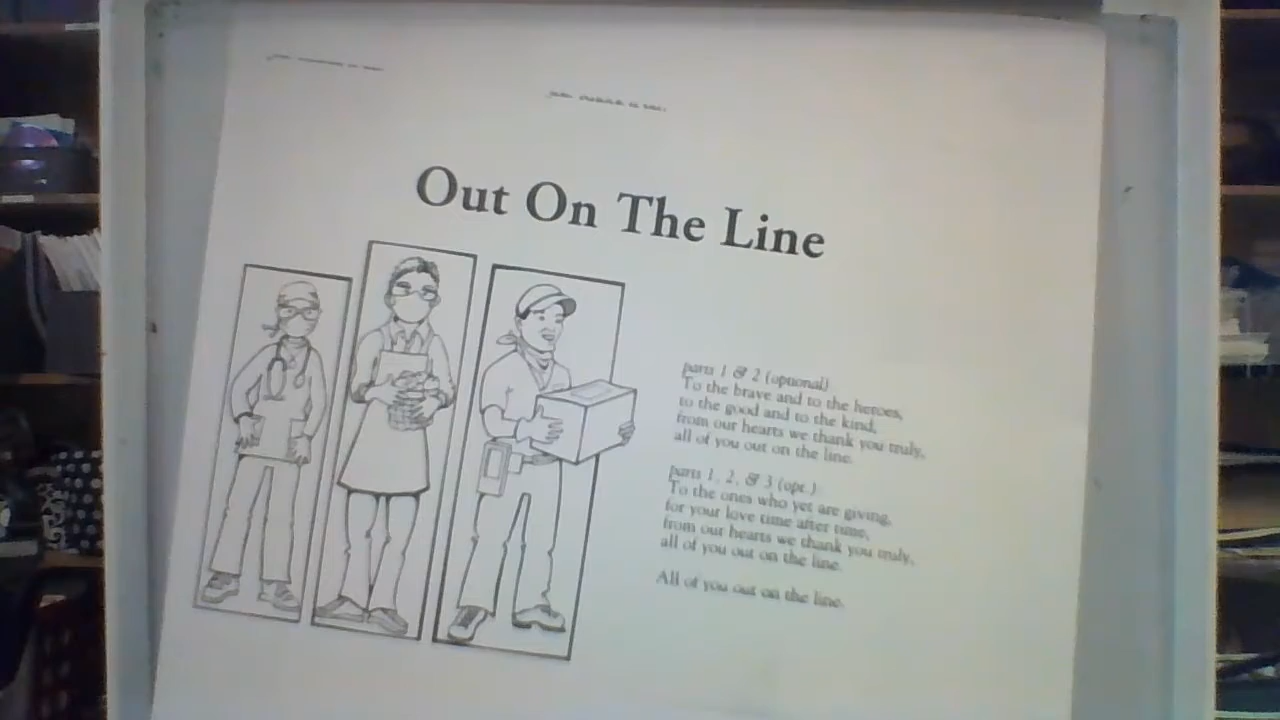 Out On The Line
parts 1 & 2 (optional)
To the brave and to the heroes,
to the good and to the kind,
from our hearts we thank you truly,
all of you out on the line.
parts 1, 2, & 3 (opt.)
To the ones who yet are giving,
for your love time after time,
from our hearts we thank you truly,
all of you out on the line.
All of you out on the line.